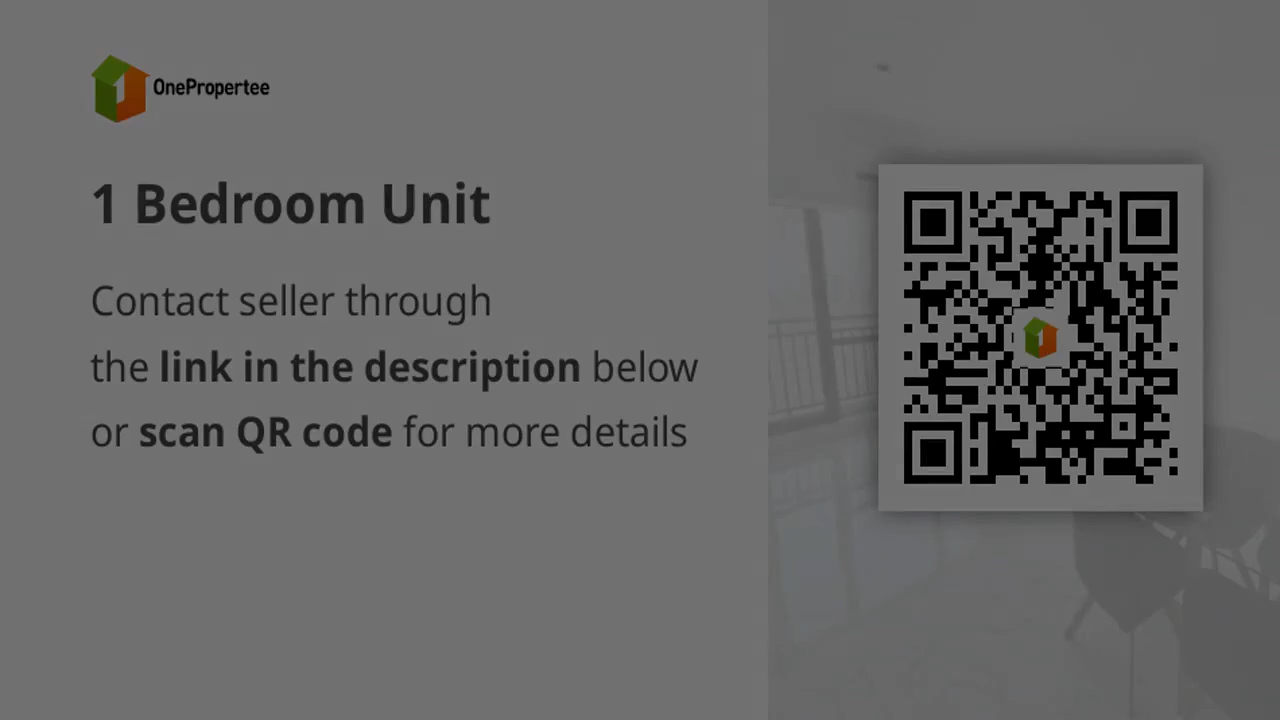 OnePropertee
1 Bedroom Unit
Contact seller through
the link in the description below
or scan QR code for more details